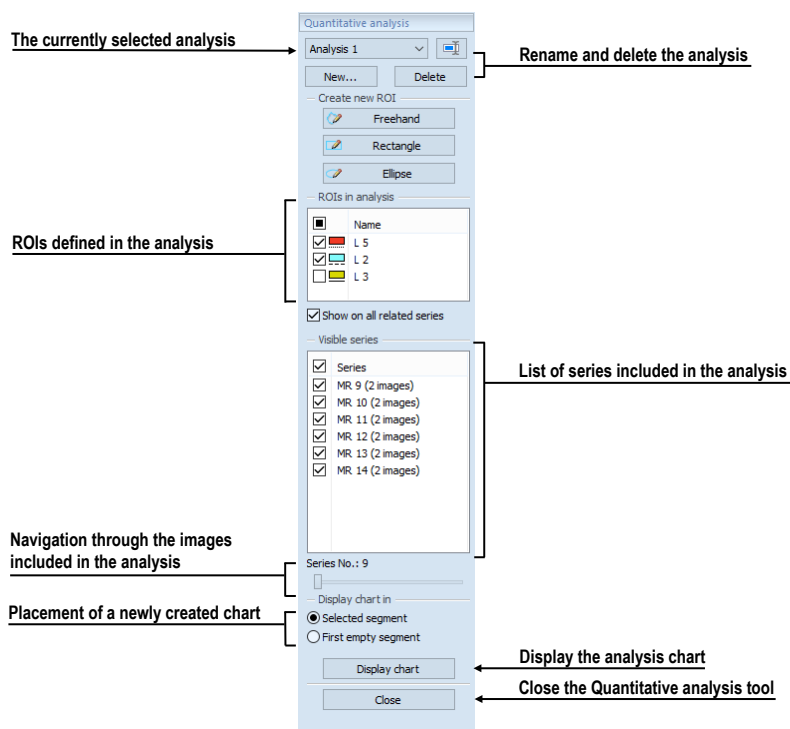 Quantitative analysis
The currently selected analysis
Analysis 1
Rename and delete the analysis
New...
Delete
Create new ROI
Freehand
Rectangle
Ellipse
ROIs in analysis
Name
ROIs defined in the analysis
L 5
L 2
L 3
Show on all related series
Visible series
Series
List of series included in the analysis
MR 9 (2 images)
MR 10 (2 images)
MR 11 (2 images)
MR 12 (2 images)
MR 13 (2 images)
MR 14 (2 images)
Navigation through the images
included in the analysis
Series No.: 9
Display chart in
Placement of a newly created chart
Selected segment
First empty segment
Display chart
Display the analysis chart
Close
Close the Quantitative analysis tool